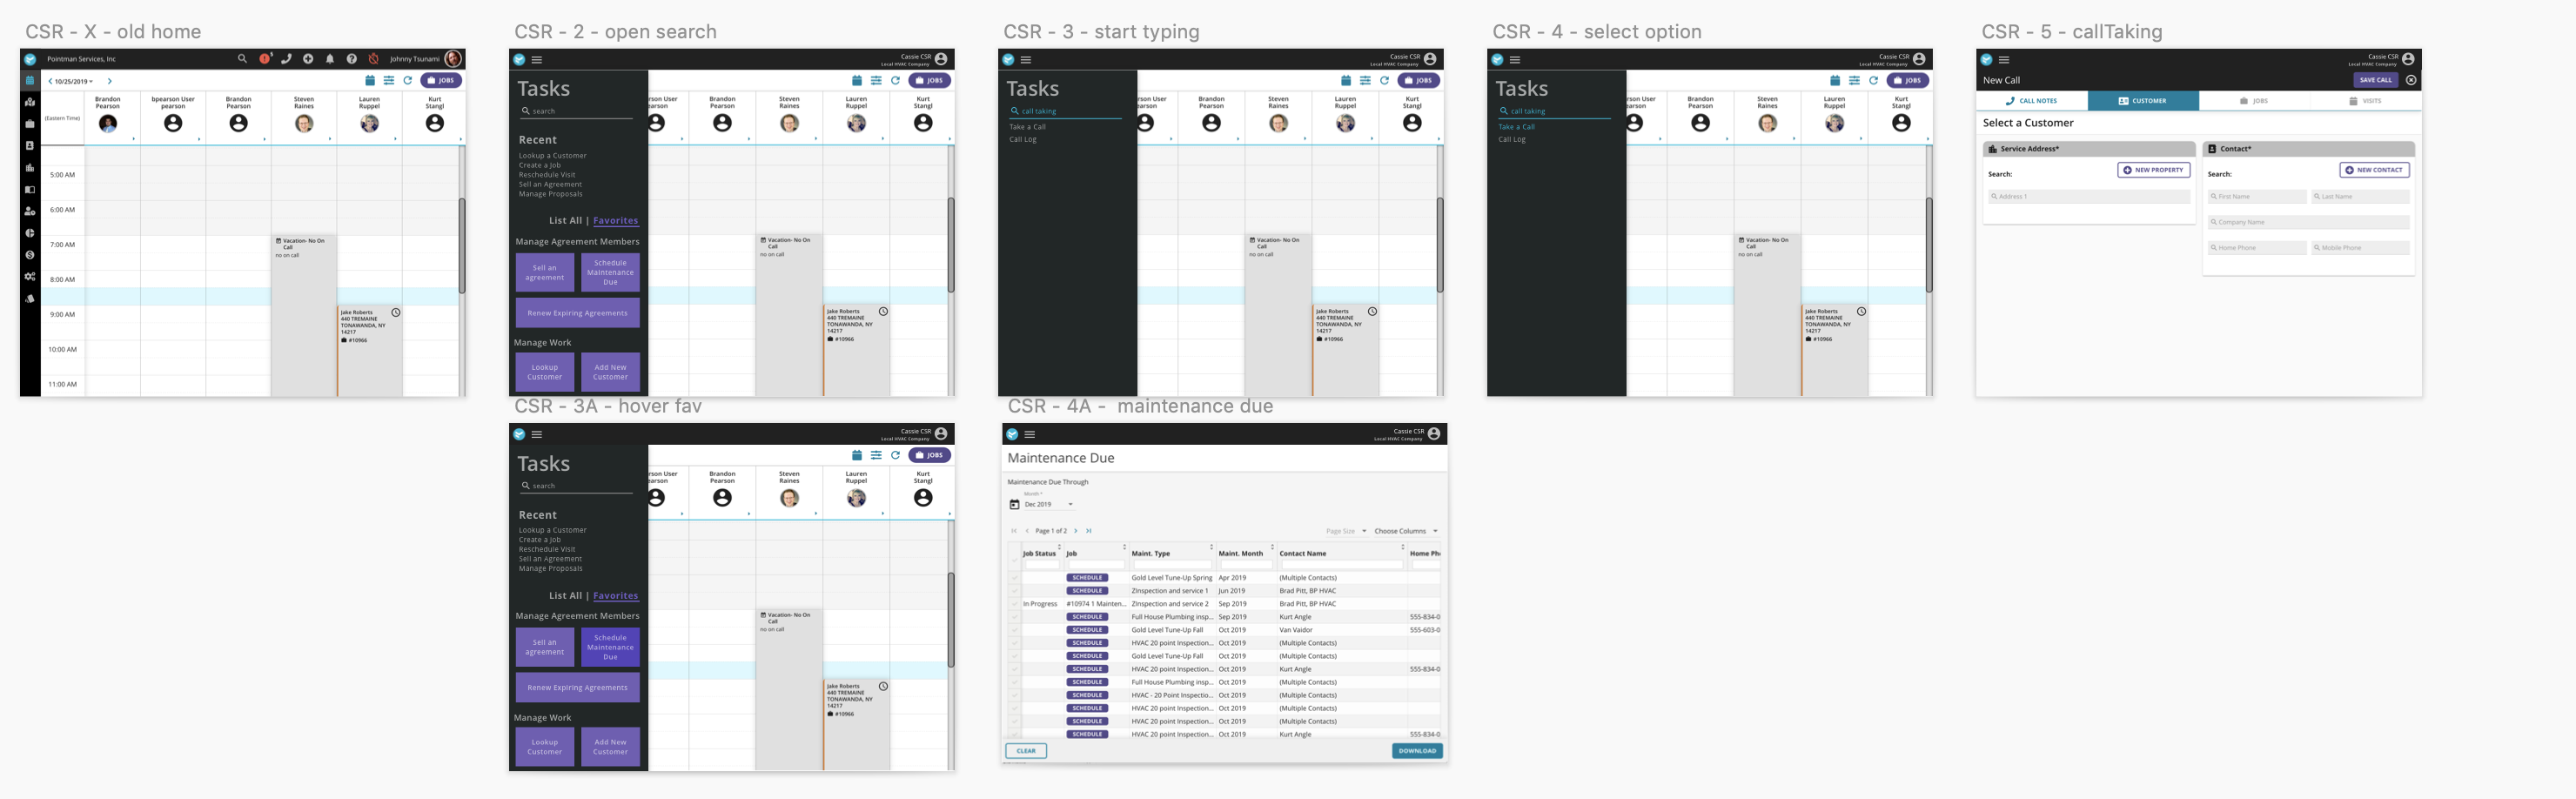 CSR - X - old home
Pointman Services, Inc
Johnny Tsunami
10/25/2019
JOBS
(Eastern Time)
Brandon Pearson
bpearson User pearson
Brandon Pearson
Steven Raines
Lauren Ruppel
Kurt Stangl
5:00 AM
6:00 AM
7:00 AM
8:00 AM
9:00 AM
10:00 AM
11:00 AM
Vacation- No On Call
no on call
Jake Roberts
440 TREMAINE
TONAWANDA, NY
14217
#10966
CSR - 2 - open search
Cassie CSR
Local HVAC Company
Tasks
search
Recent
Lookup a Customer
Create a Job
Reschedule Visit
Sell an Agreement
Manage Proposals
List All | Favorites
Manage Agreement Members
Sell an agreement
Schedule Maintenance Due
Renew Expiring Agreements
Manage Work
Lookup Customer
Add New Customer
JOBS
rson User
earson
Brandon Pearson
Steven Raines
Lauren Ruppel
Kurt Stangl
Vacation- No On Call
no on call
Jake Roberts
440 TREMAINE
TONAWANDA, NY
14217
#10966
CSR - 3 - start typing
Cassie CSR
Local HVAC Company
Tasks
call taking
Take a Call
Call Log
JOBS
rson User
earson
Brandon Pearson
Steven Raines
Lauren Ruppel
Kurt Stangl
Vacation- No On Call
no on call
Jake Roberts
440 TREMAINE
TONAWANDA, NY
14217
#10966
CSR - 4 - select option
Cassie CSR
Local HVAC Company
Tasks
call taking
Take a Call
Call Log
JOBS
rson User
earson
Brandon Pearson
Steven Raines
Lauren Ruppel
Kurt Stangl
Vacation- No On Call
no on call
Jake Roberts
440 TREMAINE
TONAWANDA, NY
14217
#10966
CSR - 5 - callTaking
Cassie CSR
Local HVAC Company
New Call
SAVE CALL
CALL NOTES
CUSTOMER
JOBS
VISITS
Select a Customer
Service Address*
Search:
NEW PROPERTY
Address 1
Contact*
Search:
NEW CONTACT
First Name
Last Name
Company Name
Home Phone
Mobile Phone
CSR - 3A - hover fav
Cassie CSR
Local HVAC Company
Tasks
search
Recent
Lookup a Customer
Create a Job
Reschedule Visit
Sell an Agreement
Manage Proposals
List All | Favorites
Manage Agreement Members
Sell an agreement
Schedule Maintenance Due
Renew Expiring Agreements
Manage Work
Lookup Customer
Add New Customer
JOBS
rson User
earson
Brandon Pearson
Steven Raines
Lauren Ruppel
Kurt Stangl
Vacation- No On Call
no on call
Jake Roberts
440 TREMAINE
TONAWANDA, NY
14217
#10966
CSR - 4A - maintenance due
Cassie CSR
Local HVAC Company
Maintenance Due
Maintenance Due Through
Month *
Dec 2019
Page 1 of 2
Page Size
Choose Columns
Job Status Job Maint. Type Maint. Month Contact Name Home Ph
SCHEDULE Gold Level Tune-Up Spring Apr 2019 (Multiple Contacts)
SCHEDULE ZInspection and service 1 Jun 2019 Brad Pitt, BP HVAC
In Progress #10974 1 Mainten... ZInspection and service 2 Sep 2019 Brad Pitt, BP HVAC
SCHEDULE Full House Plumbing insp... Sep 2019 Kurt Angle 555-834-0
SCHEDULE Gold Level Tune-Up Fall Oct 2019 Van Vaidor 555-603-0
SCHEDULE HVAC 20 point Inspection... Oct 2019 (Multiple Contacts)
SCHEDULE Gold Level Tune-Up Fall Oct 2019 (Multiple Contacts)
SCHEDULE HVAC 20 point Inspection... Oct 2019 Kurt Angle 555-834-0
SCHEDULE Full House Plumbing insp... Oct 2019 (Multiple Contacts)
SCHEDULE HVAC - 20 Point Inspectio... Oct 2019 (Multiple Contacts)
SCHEDULE HVAC 20 point Inspection... Oct 2019 (Multiple Contacts)
SCHEDULE HVAC 20 point Inspection... Oct 2019 (Multiple Contacts)
SCHEDULE HVAC 20 point Inspection... Oct 2019 Kurt Angle 555-834-0
CLEAR
DOWNLOAD